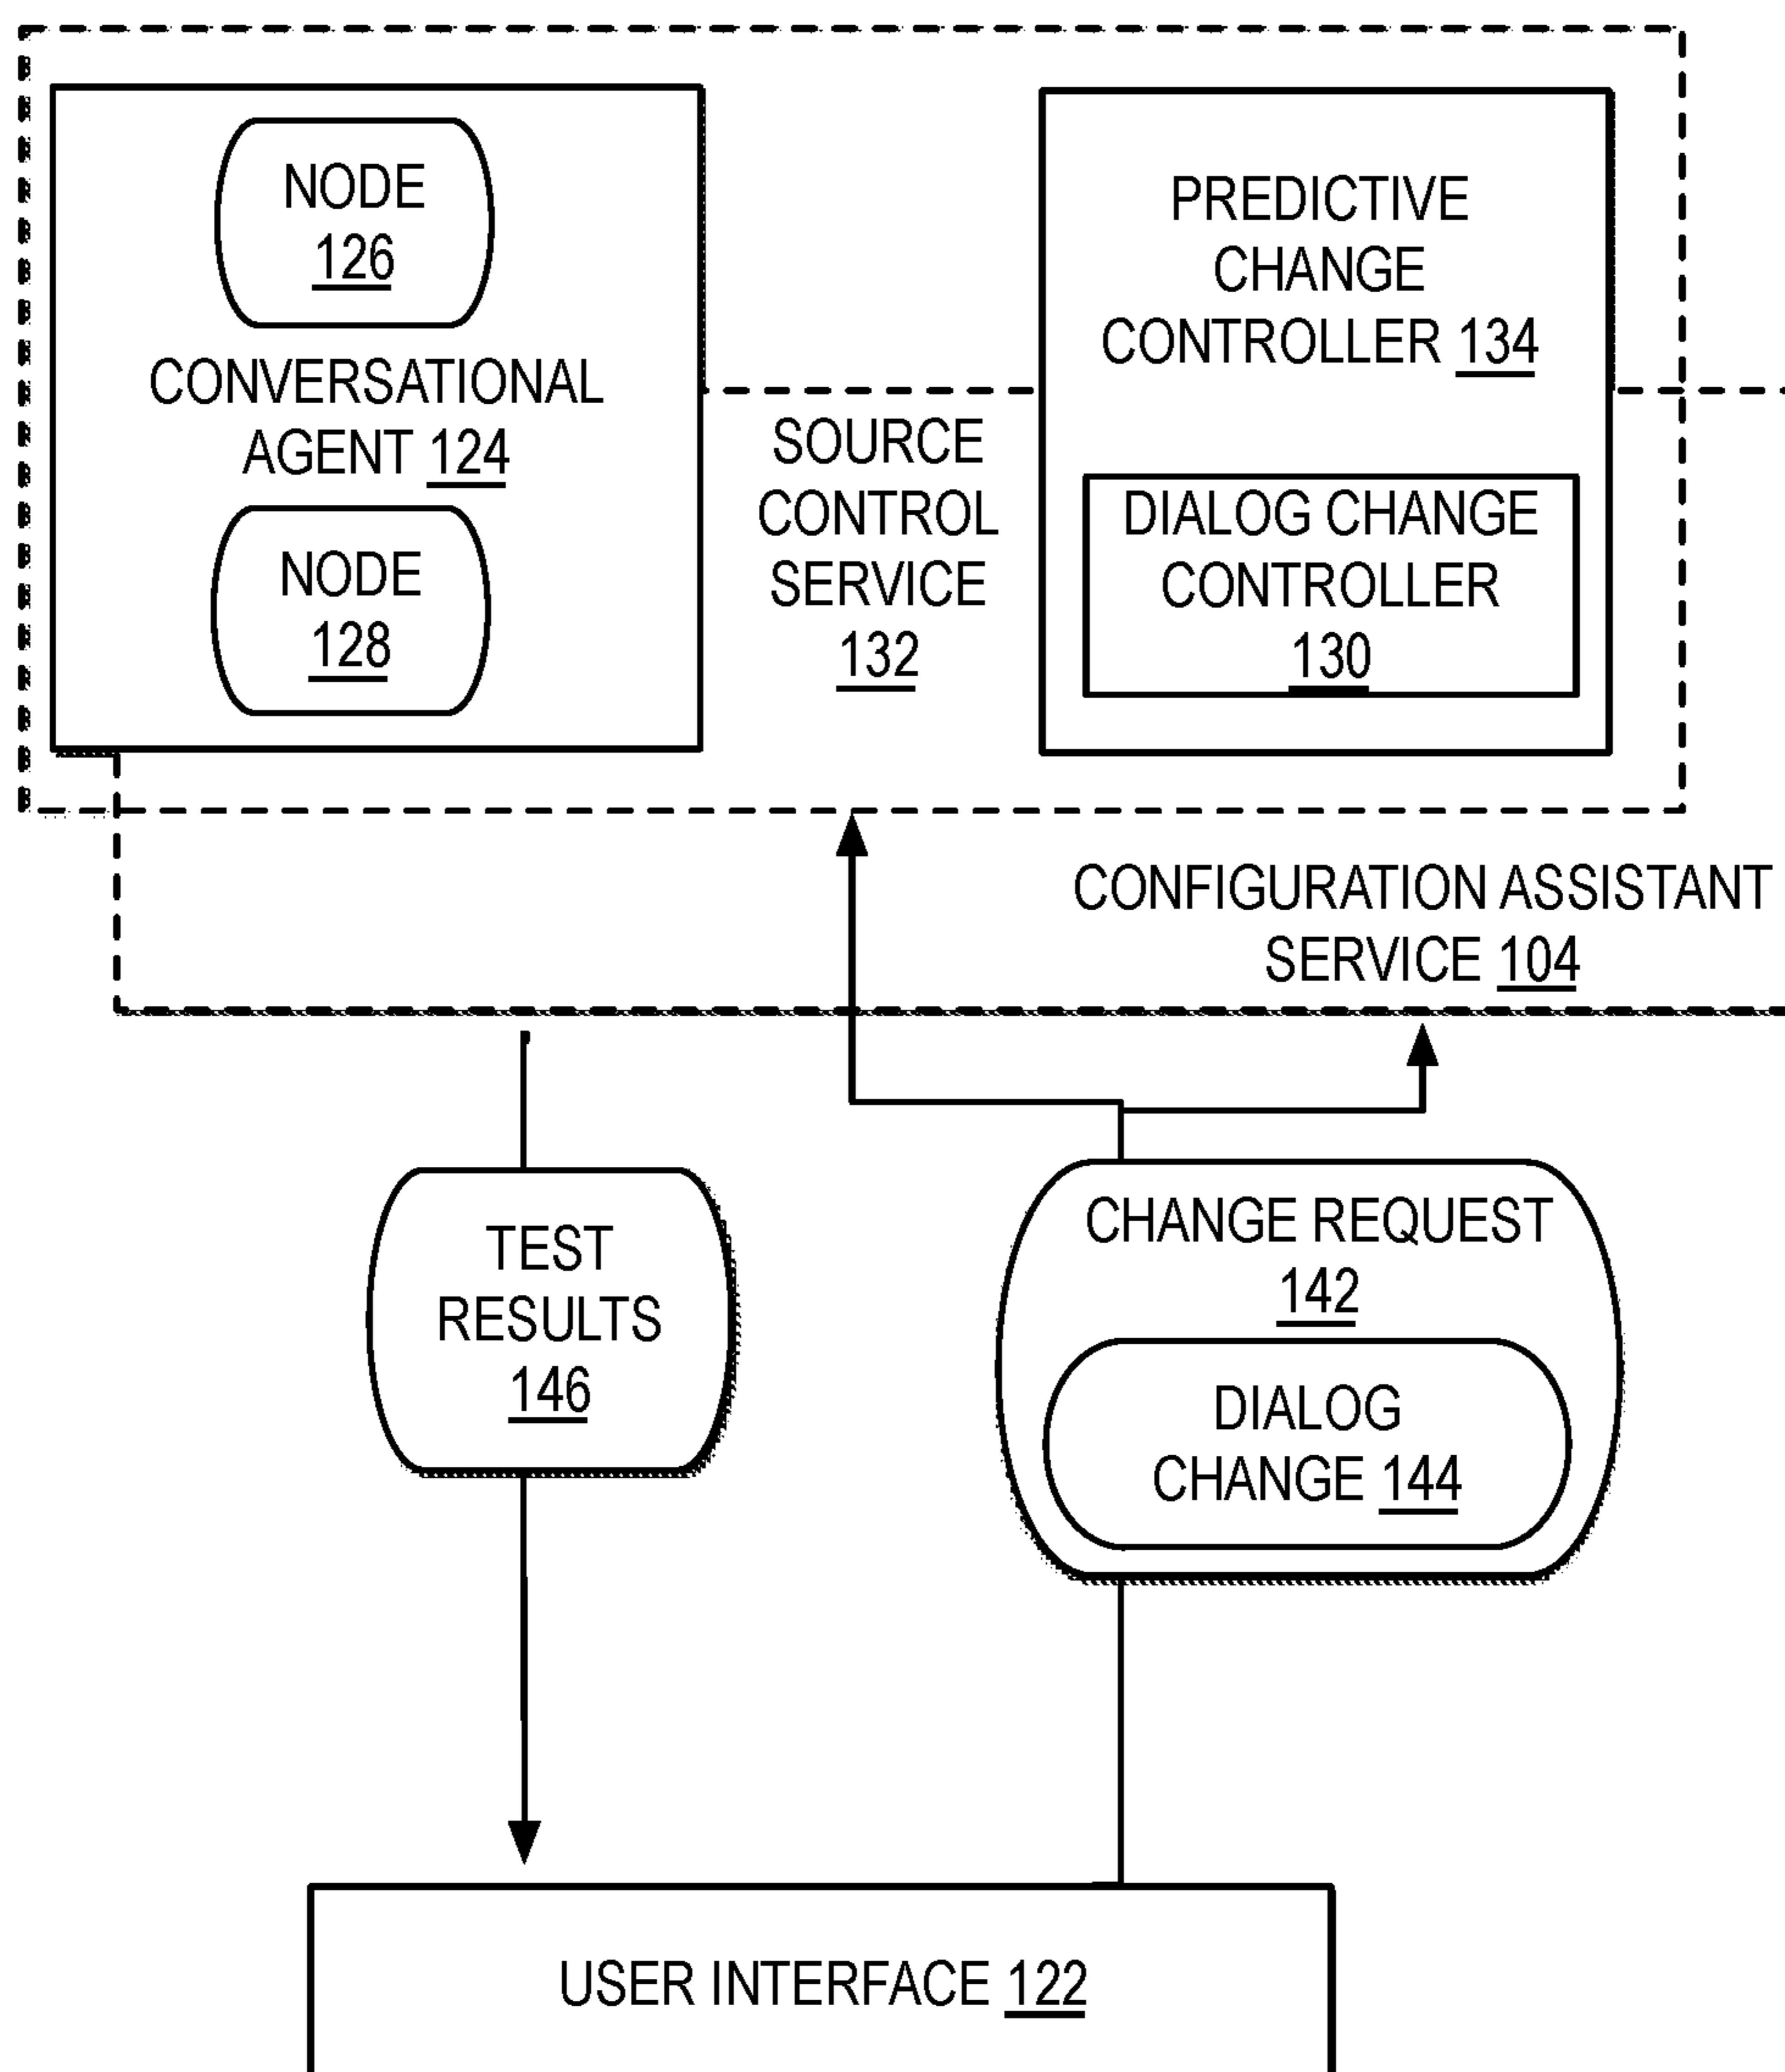 NODE
126
CONVERSATIONAL
AGENT 124
NODE
128
SOURCE
CONTROL
SERVICE
132
PREDICTIVE
CHANGE
CONTROLLER 134
DIALOG CHANGE
CONTROLLER
130
CONFIGURATION ASSISTANT
SERVICE 104
TEST
RESULTS
146
CHANGE REQUEST
142
DIALOG
CHANGE 144
USER INTERFACE 122